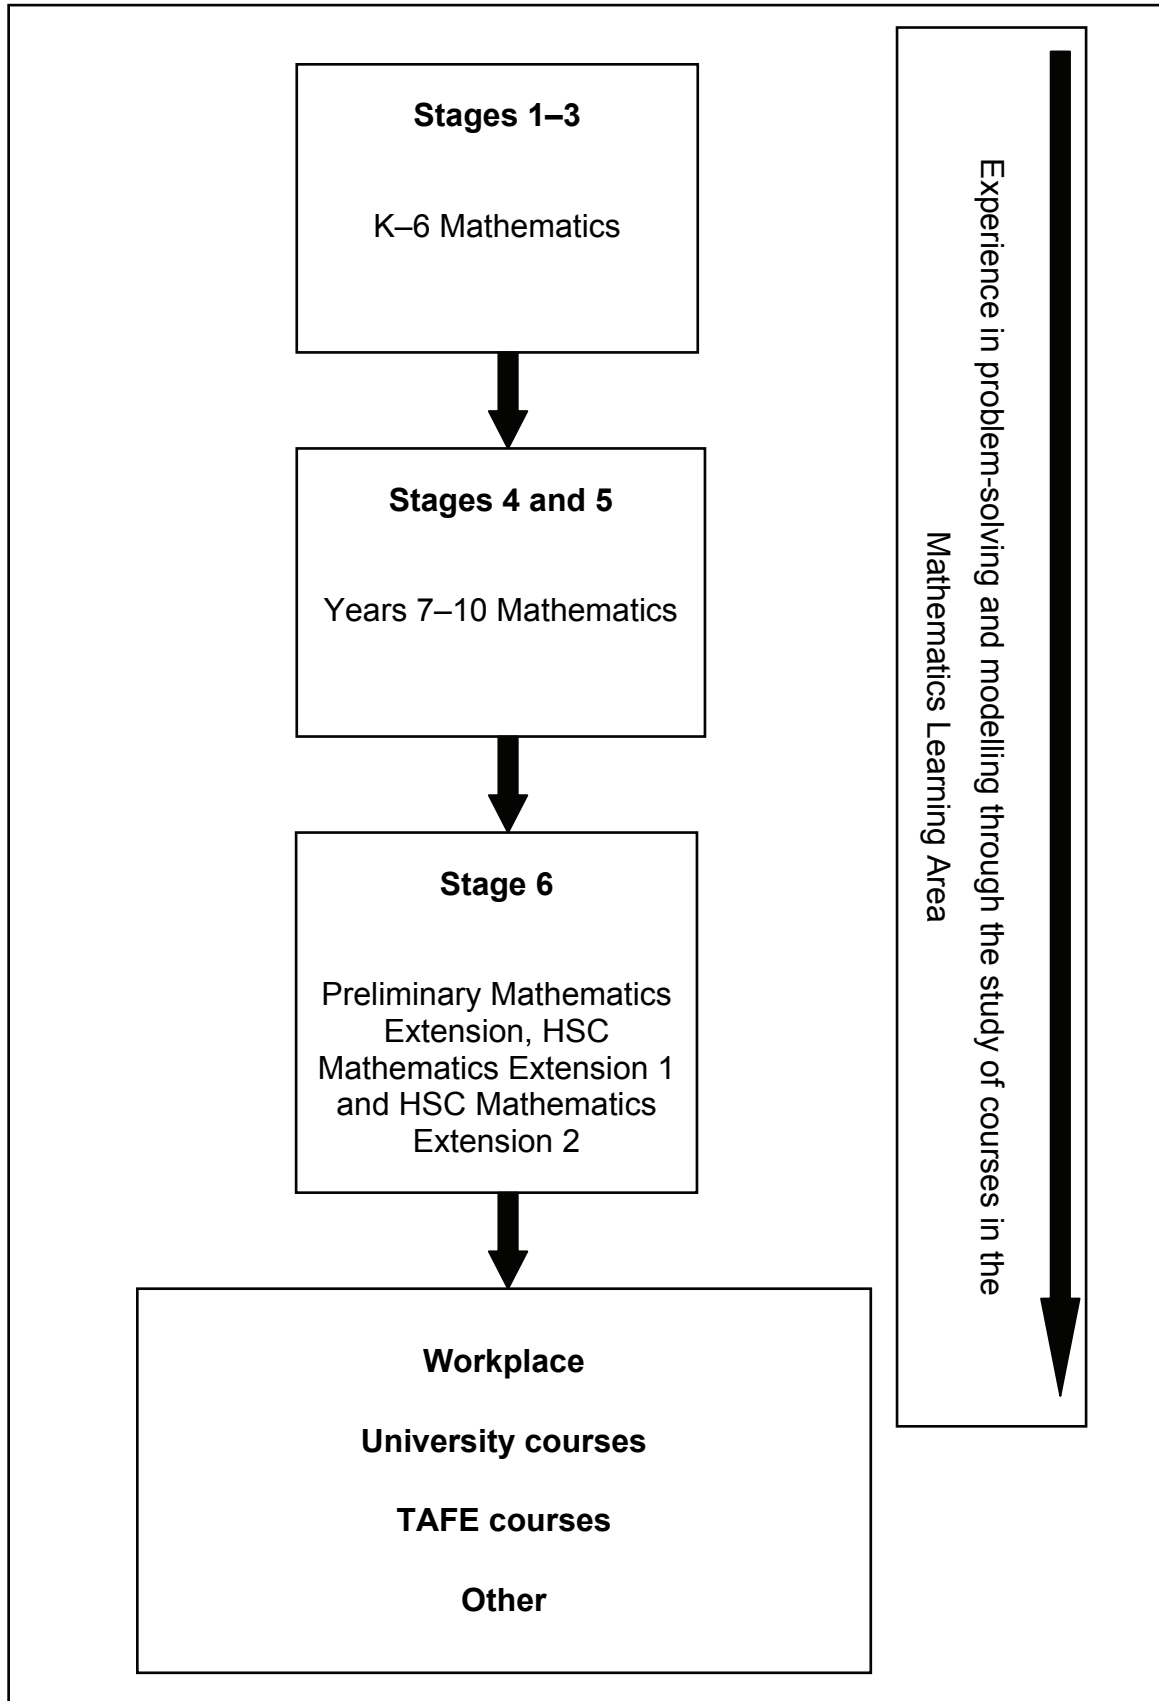 Stages 1–3
K–6 Mathematics
Stages 4 and 5
Years 7–10 Mathematics
Stage 6
Preliminary Mathematics
Extension, HSC
Mathematics Extension 1
and HSC Mathematics
Extension 2
Workplace
University courses
TAFE courses
Other
Experience in problem-solving and modelling through the study of courses in the
Mathematics Learning Area